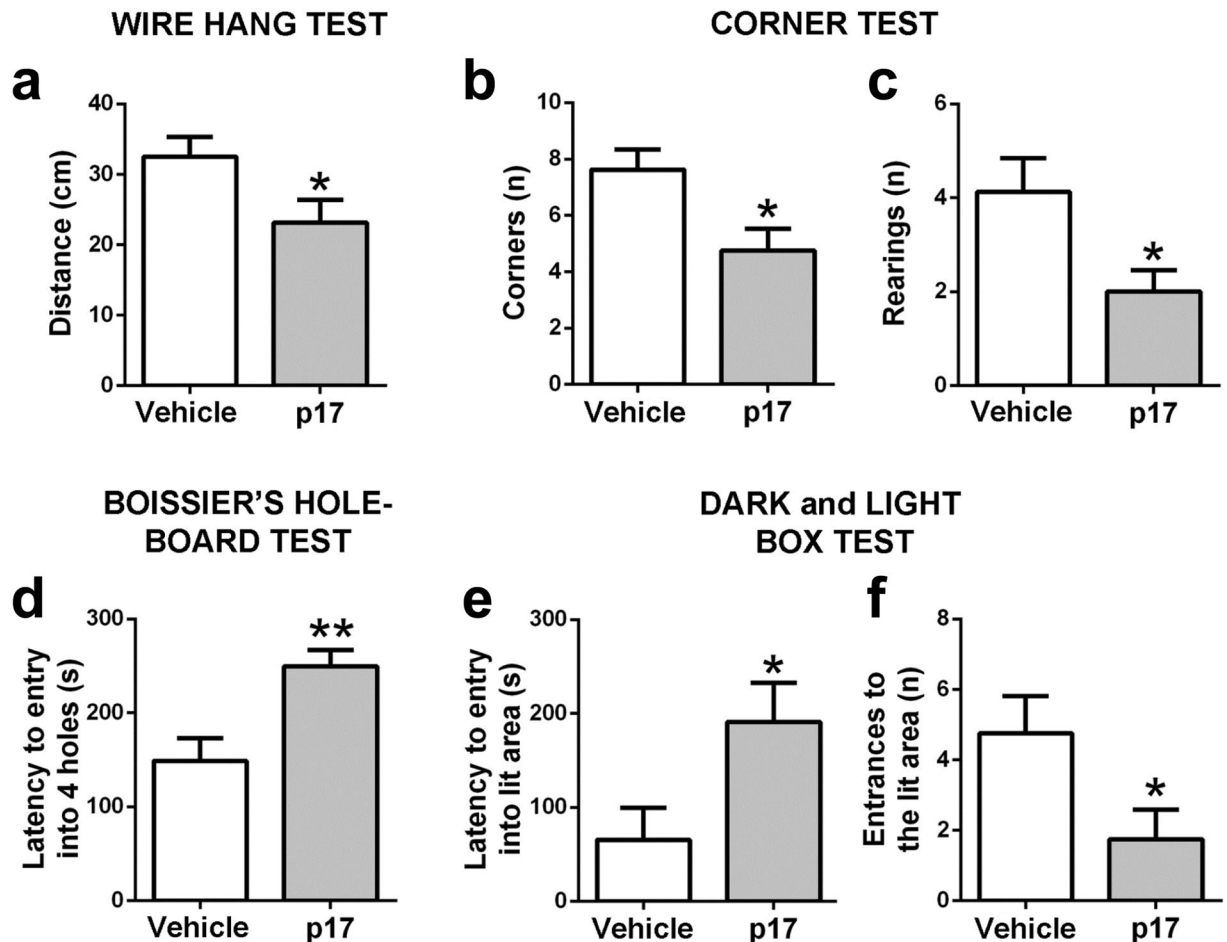 WIRE HANG TEST
CORNER TEST
a
40
30
20
10
0
Distance (cm)
*
Vehicle
p17
b
10
8
6
4
2
0
Corners (n)
*
Vehicle
p17
c
6
4
2
0
Rearings (n)
*
Vehicle
p17
BOISSIER'S HOLE-
BOARD TEST
DARK and LIGHT
BOX TEST
d
300
200
100
0
Latency to entry
into 4 holes (s)
**
Vehicle
p17
e
300
200
100
0
Latency to entry
into lit area (s)
*
Vehicle
p17
f
8
6
4
2
0
Entrances to
the lit area (n)
*
Vehicle
p17